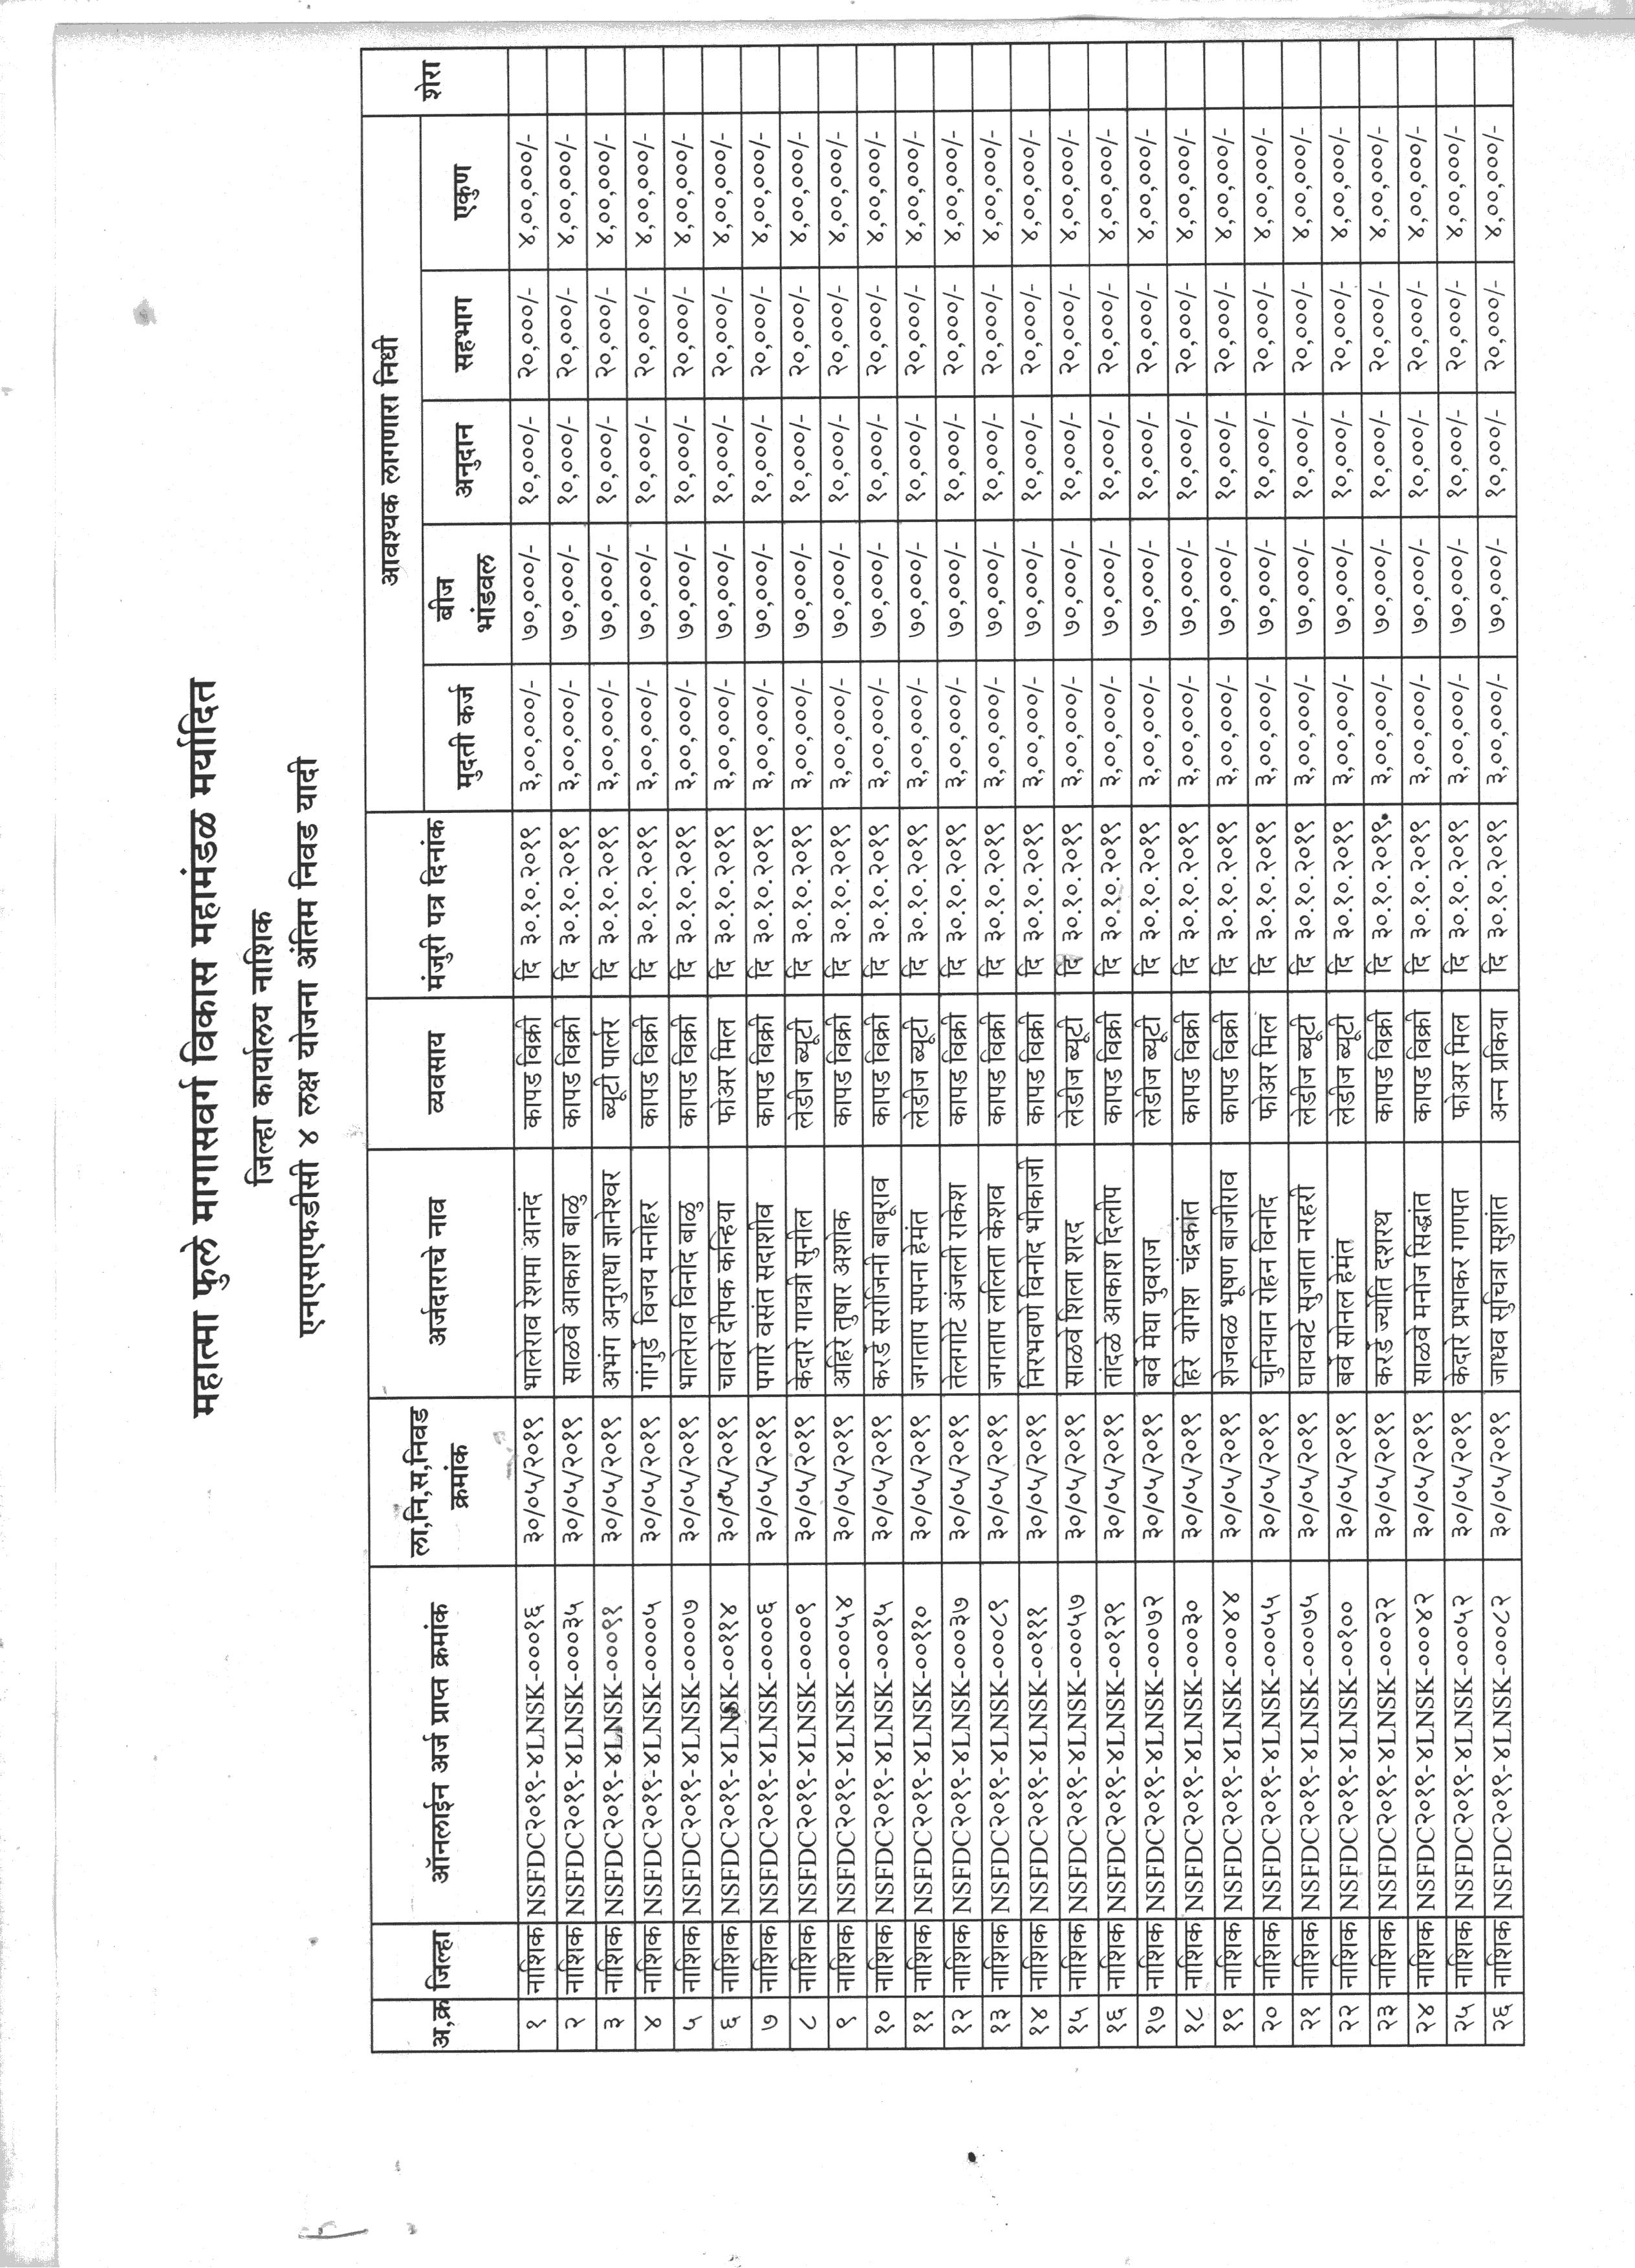 महात्मा फुले मागासवर्ग विकास महामंडळ मर्यादित
जिल्हा कार्यालय नाशिक
एनएसएफडीसी ४ लक्ष योजना अंतिम निवड यादी
अ,क्र जिल्हा ऑनलाईन अर्ज प्राप्त क्रमांक ला,नि,स,निवड क्रमांक अर्जदाराचे नाव व्यवसाय मंजुरी पत्र दिनांक आवश्यक लागणारा निधी शेरा
मुदती कर्ज बीज भांडवल अनुदान सहभाग एकुण
१ नाशिक NSFDC२०१९-४LNSK-०००१६ ३०/०५/२०१९ भालेराव रेशमा आनंद कापड विक्री दि ३०.१०.२०१९ ३,००,०००/- ७०,०००/- १०,०००/- २०,०००/- ४,००,०००/-
२ नाशिक NSFDC२०१९-४LNSK-०००३५ ३०/०५/२०१९ साळवे आकाश बाळु कापड विक्री दि ३०.१०.२०१९ ३,००,०००/- ७०,०००/- १०,०००/- २०,०००/- ४,००,०००/-
३ नाशिक NSFDC२०१९-४LNSK-०००९१ ३०/०५/२०१९ अभंग अनुराधा ज्ञानेश्वर ब्यूटी पार्लर दि ३०.१०.२०१९ ३,००,०००/- ७०,०००/- १०,०००/- २०,०००/- ४,००,०००/-
४ नाशिक NSFDC२०१९-४LNSK-००००५ ३०/०५/२०१९ गांगुर्डे विजय मनोहर कापड विक्री दि ३०.१०.२०१९ ३,००,०००/- ७०,०००/- १०,०००/- २०,०००/- ४,००,०००/-
५ नाशिक NSFDC२०१९-४LNSK-००००७ ३०/०५/२०१९ भालेराव विनोद बाळु कापड विक्री दि ३०.१०.२०१९ ३,००,०००/- ७०,०००/- १०,०००/- २०,०००/- ४,००,०००/-
६ नाशिक NSFDC२०१९-४LNSK-००११४ ३०/०५/२०१९ चावरे दीपक कन्हिया फोअर मिल दि ३०.१०.२०१९ ३,००,०००/- ७०,०००/- १०,०००/- २०,०००/- ४,००,०००/-
७ नाशिक NSFDC२०१९-४LNSK-००००६ ३०/०५/२०१९ पगारे वसंत सदाशीव कापड विक्री दि ३०.१०.२०१९ ३,००,०००/- ७०,०००/- १०,०००/- २०,०००/- ४,००,०००/-
८ नाशिक NSFDC२०१९-४LNSK-००००९ ३०/०५/२०१९ केदारे गायत्री सुनील लेडीज ब्यूटी दि ३०.१०.२०१९ ३,००,०००/- ७०,०००/- १०,०००/- २०,०००/- ४,००,०००/-
९ नाशिक NSFDC२०१९-४LNSK-०००५४ ३०/०५/२०१९ अहिरे तुषार अशोक कापड विक्री दि ३०.१०.२०१९ ३,००,०००/- ७०,०००/- १०,०००/- २०,०००/- ४,००,०००/-
१० नाशिक NSFDC२०१९-४LNSK-०००१५ ३०/०५/२०१९ करर्डे सरोजिनी बाबूराव कापड विक्री दि ३०.१०.२०१९ ३,००,०००/- ७०,०००/- १०,०००/- २०,०००/- ४,००,०००/-
११ नाशिक NSFDC२०१९-४LNSK-००११० ३०/०५/२०१९ जगताप सपना हेमंत लेडीज ब्यूटी दि ३०.१०.२०१९ ३,००,०००/- ७०,०००/- १०,०००/- २०,०००/- ४,००,०००/-
१२ नाशिक NSFDC२०१९-४LNSK-०००३७ ३०/०५/२०१९ तेलगोटे अंजली राकेश कापड विक्री दि ३०.१०.२०१९ ३,००,०००/- ७०,०००/- १०,०००/- २०,०००/- ४,००,०००/-
१३ नाशिक NSFDC२०१९-४LNSK-०००८९ ३०/०५/२०१९ जगताप ललिता केशव कापड विक्री दि ३०.१०.२०१९ ३,००,०००/- ७०,०००/- १०,०००/- २०,०००/- ४,००,०००/-
१४ नाशिक NSFDC२०१९-४LNSK-००१११ ३०/०५/२०१९ निरभवणे विनोद भीकाजी कापड विक्री दि ३०.१०.२०१९ ३,००,०००/- ७०,०००/- १०,०००/- २०,०००/- ४,००,०००/-
१५ नाशिक NSFDC२०१९-४LNSK-०००५७ ३०/०५/२०१९ साळवे शिला शरद लेडीज ब्यूटी दि ३०.१०.२०१९ ३,००,०००/- ७०,०००/- १०,०००/- २०,०००/- ४,००,०००/-
१६ नाशिक NSFDC२०१९-४LNSK-००१२९ ३०/०५/२०१९ तांदळे आकाश दिलीप कापड विक्री दि ३०.१०.२०१९ ३,००,०००/- ७०,०००/- १०,०००/- २०,०००/- ४,००,०००/-
१७ नाशिक NSFDC२०१९-४LNSK-०००७२ ३०/०५/२०१९ बर्वे मेघा युवराज लेडीज ब्यूटी दि ३०.१०.२०१९ ३,००,०००/- ७०,०००/- १०,०००/- २०,०००/- ४,००,०००/-
१८ नाशिक NSFDC२०१९-४LNSK-०००३० ३०/०५/२०१९ हिरे योगेश चंद्रकांत कापड विक्री दि ३०.१०.२०१९ ३,००,०००/- ७०,०००/- १०,०००/- २०,०००/- ४,००,०००/-
१९ नाशिक NSFDC२०१९-४LNSK-०००४४ ३०/०५/२०१९ शेजवळ भूषण बाजीराव कापड विक्री दि ३०.१०.२०१९ ३,००,०००/- ७०,०००/- १०,०००/- २०,०००/- ४,००,०००/-
२० नाशिक NSFDC२०१९-४LNSK-०००५५ ३०/०५/२०१९ चुनियान रोहन विनोद फोअर मिल दि ३०.१०.२०१९ ३,००,०००/- ७०,०००/- १०,०००/- २०,०००/- ४,००,०००/-
२१ नाशिक NSFDC२०१९-४LNSK-०००७५ ३०/०५/२०१९ घायवटे सुजाता नरहरी लेडीज ब्यूटी दि ३०.१०.२०१९ ३,००,०००/- ७०,०००/- १०,०००/- २०,०००/- ४,००,०००/-
२२ नाशिक NSFDC२०१९-४LNSK-००१०० ३०/०५/२०१९ बर्वे सोनल हेमंत लेडीज ब्यूटी दि ३०.१०.२०१९ ३,००,०००/- ७०,०००/- १०,०००/- २०,०००/- ४,००,०००/-
२३ नाशिक NSFDC२०१९-४LNSK-०००२२ ३०/०५/२०१९ करर्डे ज्योति दशरथ कापड विक्री दि ३०.१०.२०१९ ३,००,०००/- ७०,०००/- १०,०००/- २०,०००/- ४,००,०००/-
२४ नाशिक NSFDC२०१९-४LNSK-०००४२ ३०/०५/२०१९ साळवे मनोज सिद्धांत कापड विक्री दि ३०.१०.२०१९ ३,००,०००/- ७०,०००/- १०,०००/- २०,०००/- ४,००,०००/-
२५ नाशिक NSFDC२०१९-४LNSK-०००५२ ३०/०५/२०१९ केदारे प्रभाकर गणपत फोअर मिल दि ३०.१०.२०१९ ३,००,०००/- ७०,०००/- १०,०००/- २०,०००/- ४,००,०००/-
२६ नाशिक NSFDC२०१९-४LNSK-०००८२ ३०/०५/२०१९ जाधव सुचित्रा सुशांत अन्न प्रकिया दि ३०.१०.२०१९ ३,००,०००/- ७०,०००/- १०,०००/- २०,०००/- ४,००,०००/-